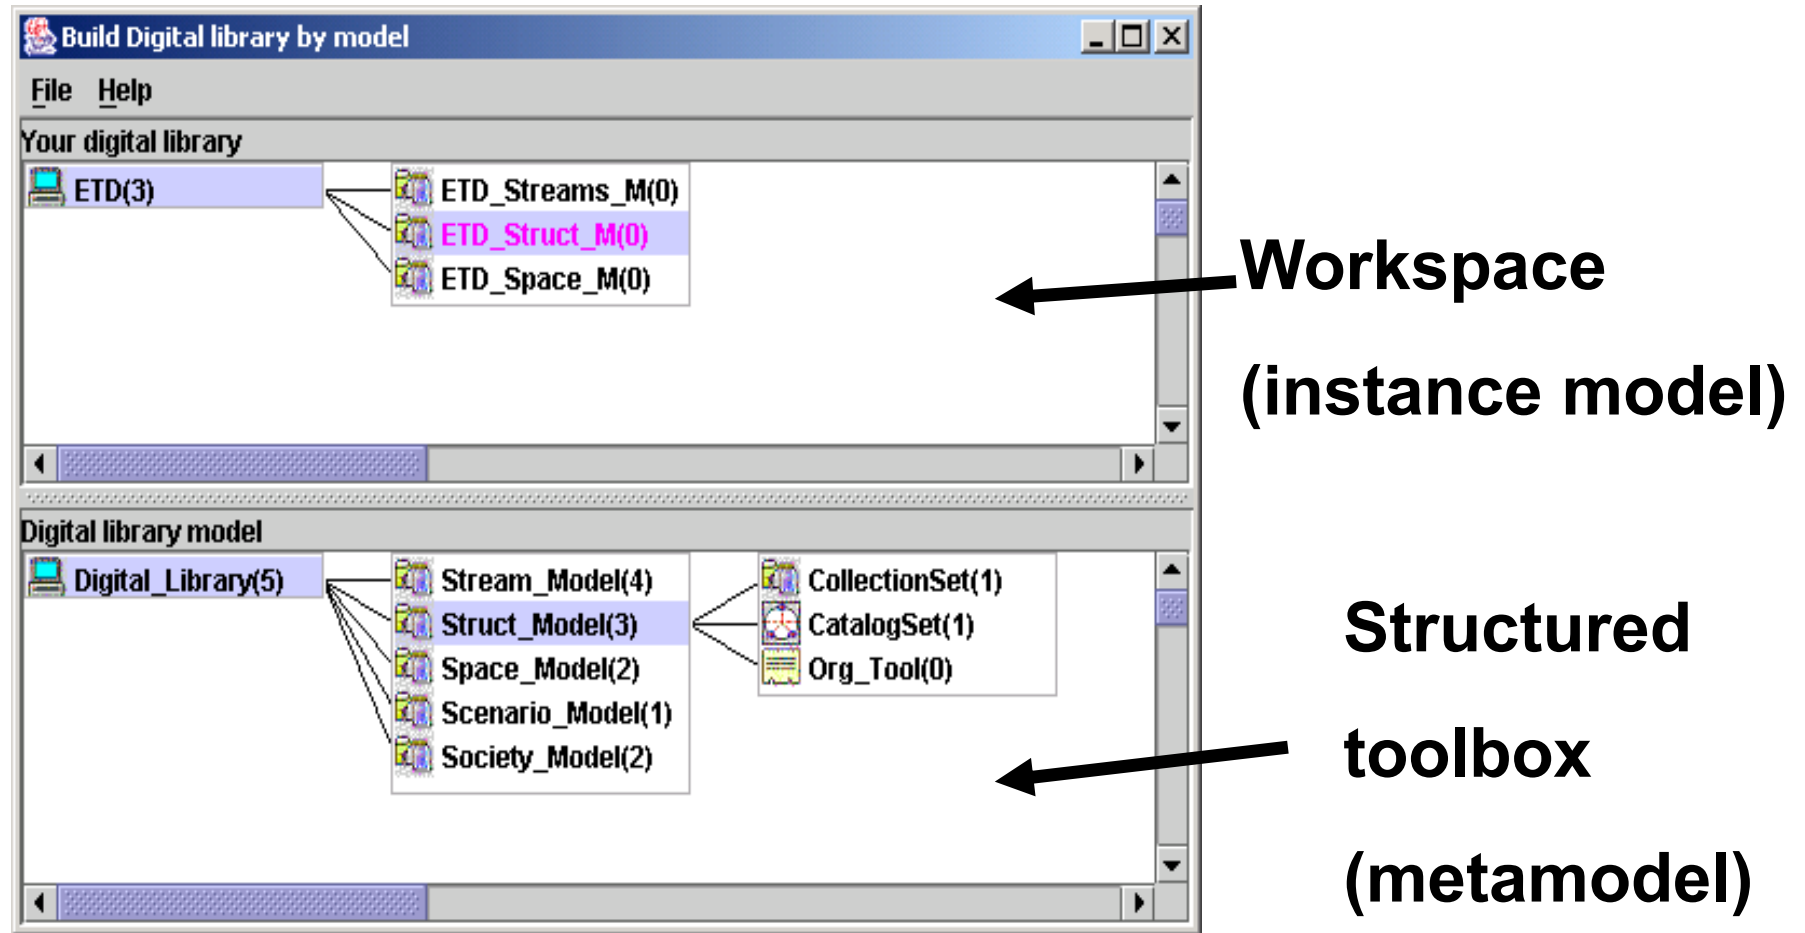 Build Digital library by model
File Help
Your digital library
ETD(3)
ETD_Streams_M(0)
ETD_Struct_M(0)
ETD_Space_M(0)
Workspace
(instance model)
Digital library model
Digital_Library(5)
Stream_Model(4)
Struct_Model(3)
Space_Model(2)
Scenario_Model(1)
Society_Model(2)
CollectionSet(1)
CatalogSet(1)
Org_Tool(0)
Structured
toolbox
(metamodel)